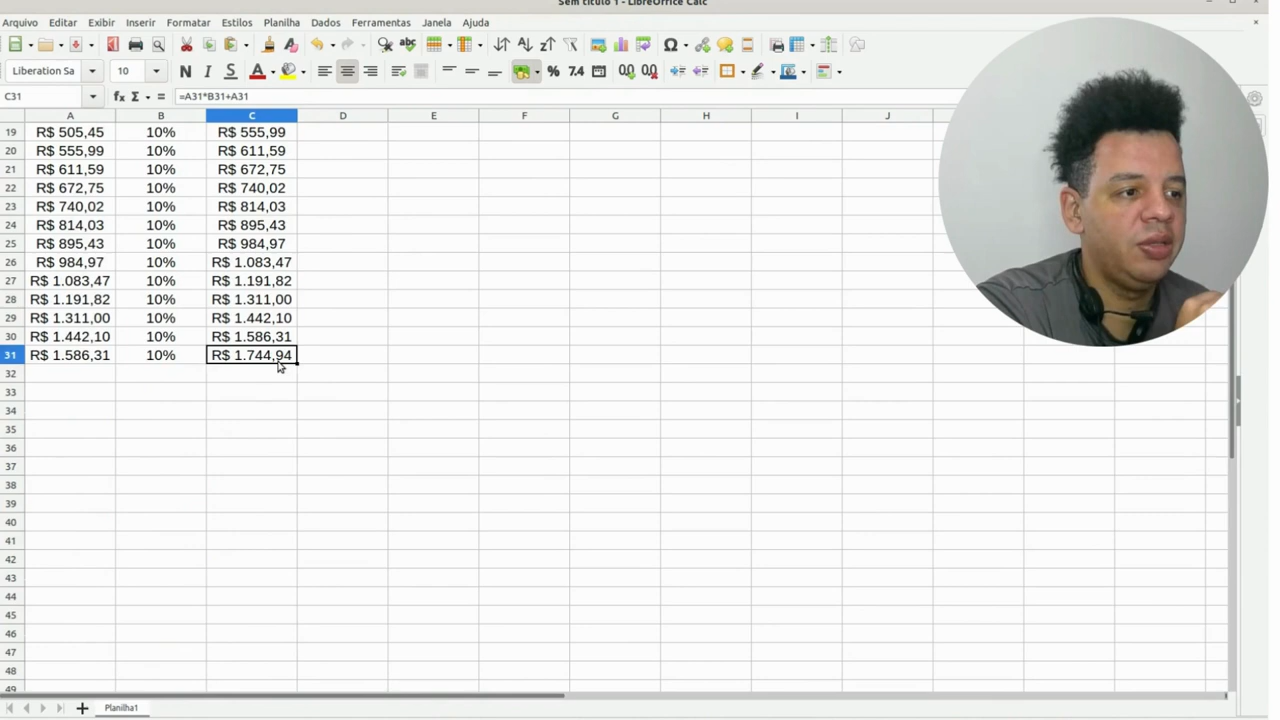 Sem título 1 - LibreOffice Calc
Arquivo Editar Exibir Inserir Formatar Estilos Planilha Dados Ferramentas Janela Ajuda
Liberation Sa 10
C31 =A31*B31+A31
A B C D E F G H I J
19 R$ 505,45 10% R$ 555,99
20 R$ 555,99 10% R$ 611,59
21 R$ 611,59 10% R$ 672,75
22 R$ 672,75 10% R$ 740,02
23 R$ 740,02 10% R$ 814,03
24 R$ 814,03 10% R$ 895,43
25 R$ 895,43 10% R$ 984,97
26 R$ 984,97 10% R$ 1.083,47
27 R$ 1.083,47 10% R$ 1.191,82
28 R$ 1.191,82 10% R$ 1.311,00
29 R$ 1.311,00 10% R$ 1.442,10
30 R$ 1.442,10 10% R$ 1.586,31
31 R$ 1.586,31 10% R$ 1.744,94
32
33
34
35
36
37
38
39
40
41
42
43
44
45
46
47
48
49
Planilha1